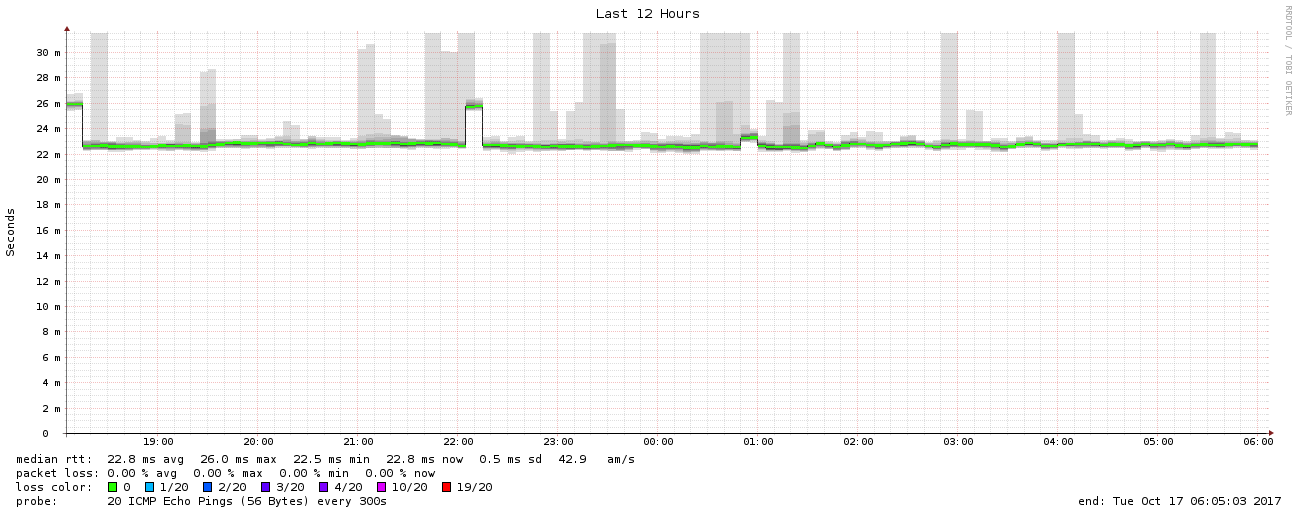 Last 12 Hours
RRDTOOL / TOBI OETIKER
Seconds
30 m
28 m
26 m
24 m
22 m
20 m
18 m
16 m
14 m
12 m
10 m
8 m
6 m
4 m
2 m
0
19:00 20:00 21:00 22:00 23:00 00:00 01:00 02:00 03:00 04:00 05:00 06:00
median rtt: 22.8 ms avg 26.0 ms max 22.5 ms min 22.8 ms now 0.5 ms sd 42.9 am/s
packet loss: 0.00 % avg 0.00 % max 0.00 % min 0.00 % now
loss color: 0 1/20 2/20 3/20 4/20 10/20 19/20
probe: 20 ICMP Echo Pings (56 Bytes) every 300s end: Tue Oct 17 06:05:03 2017